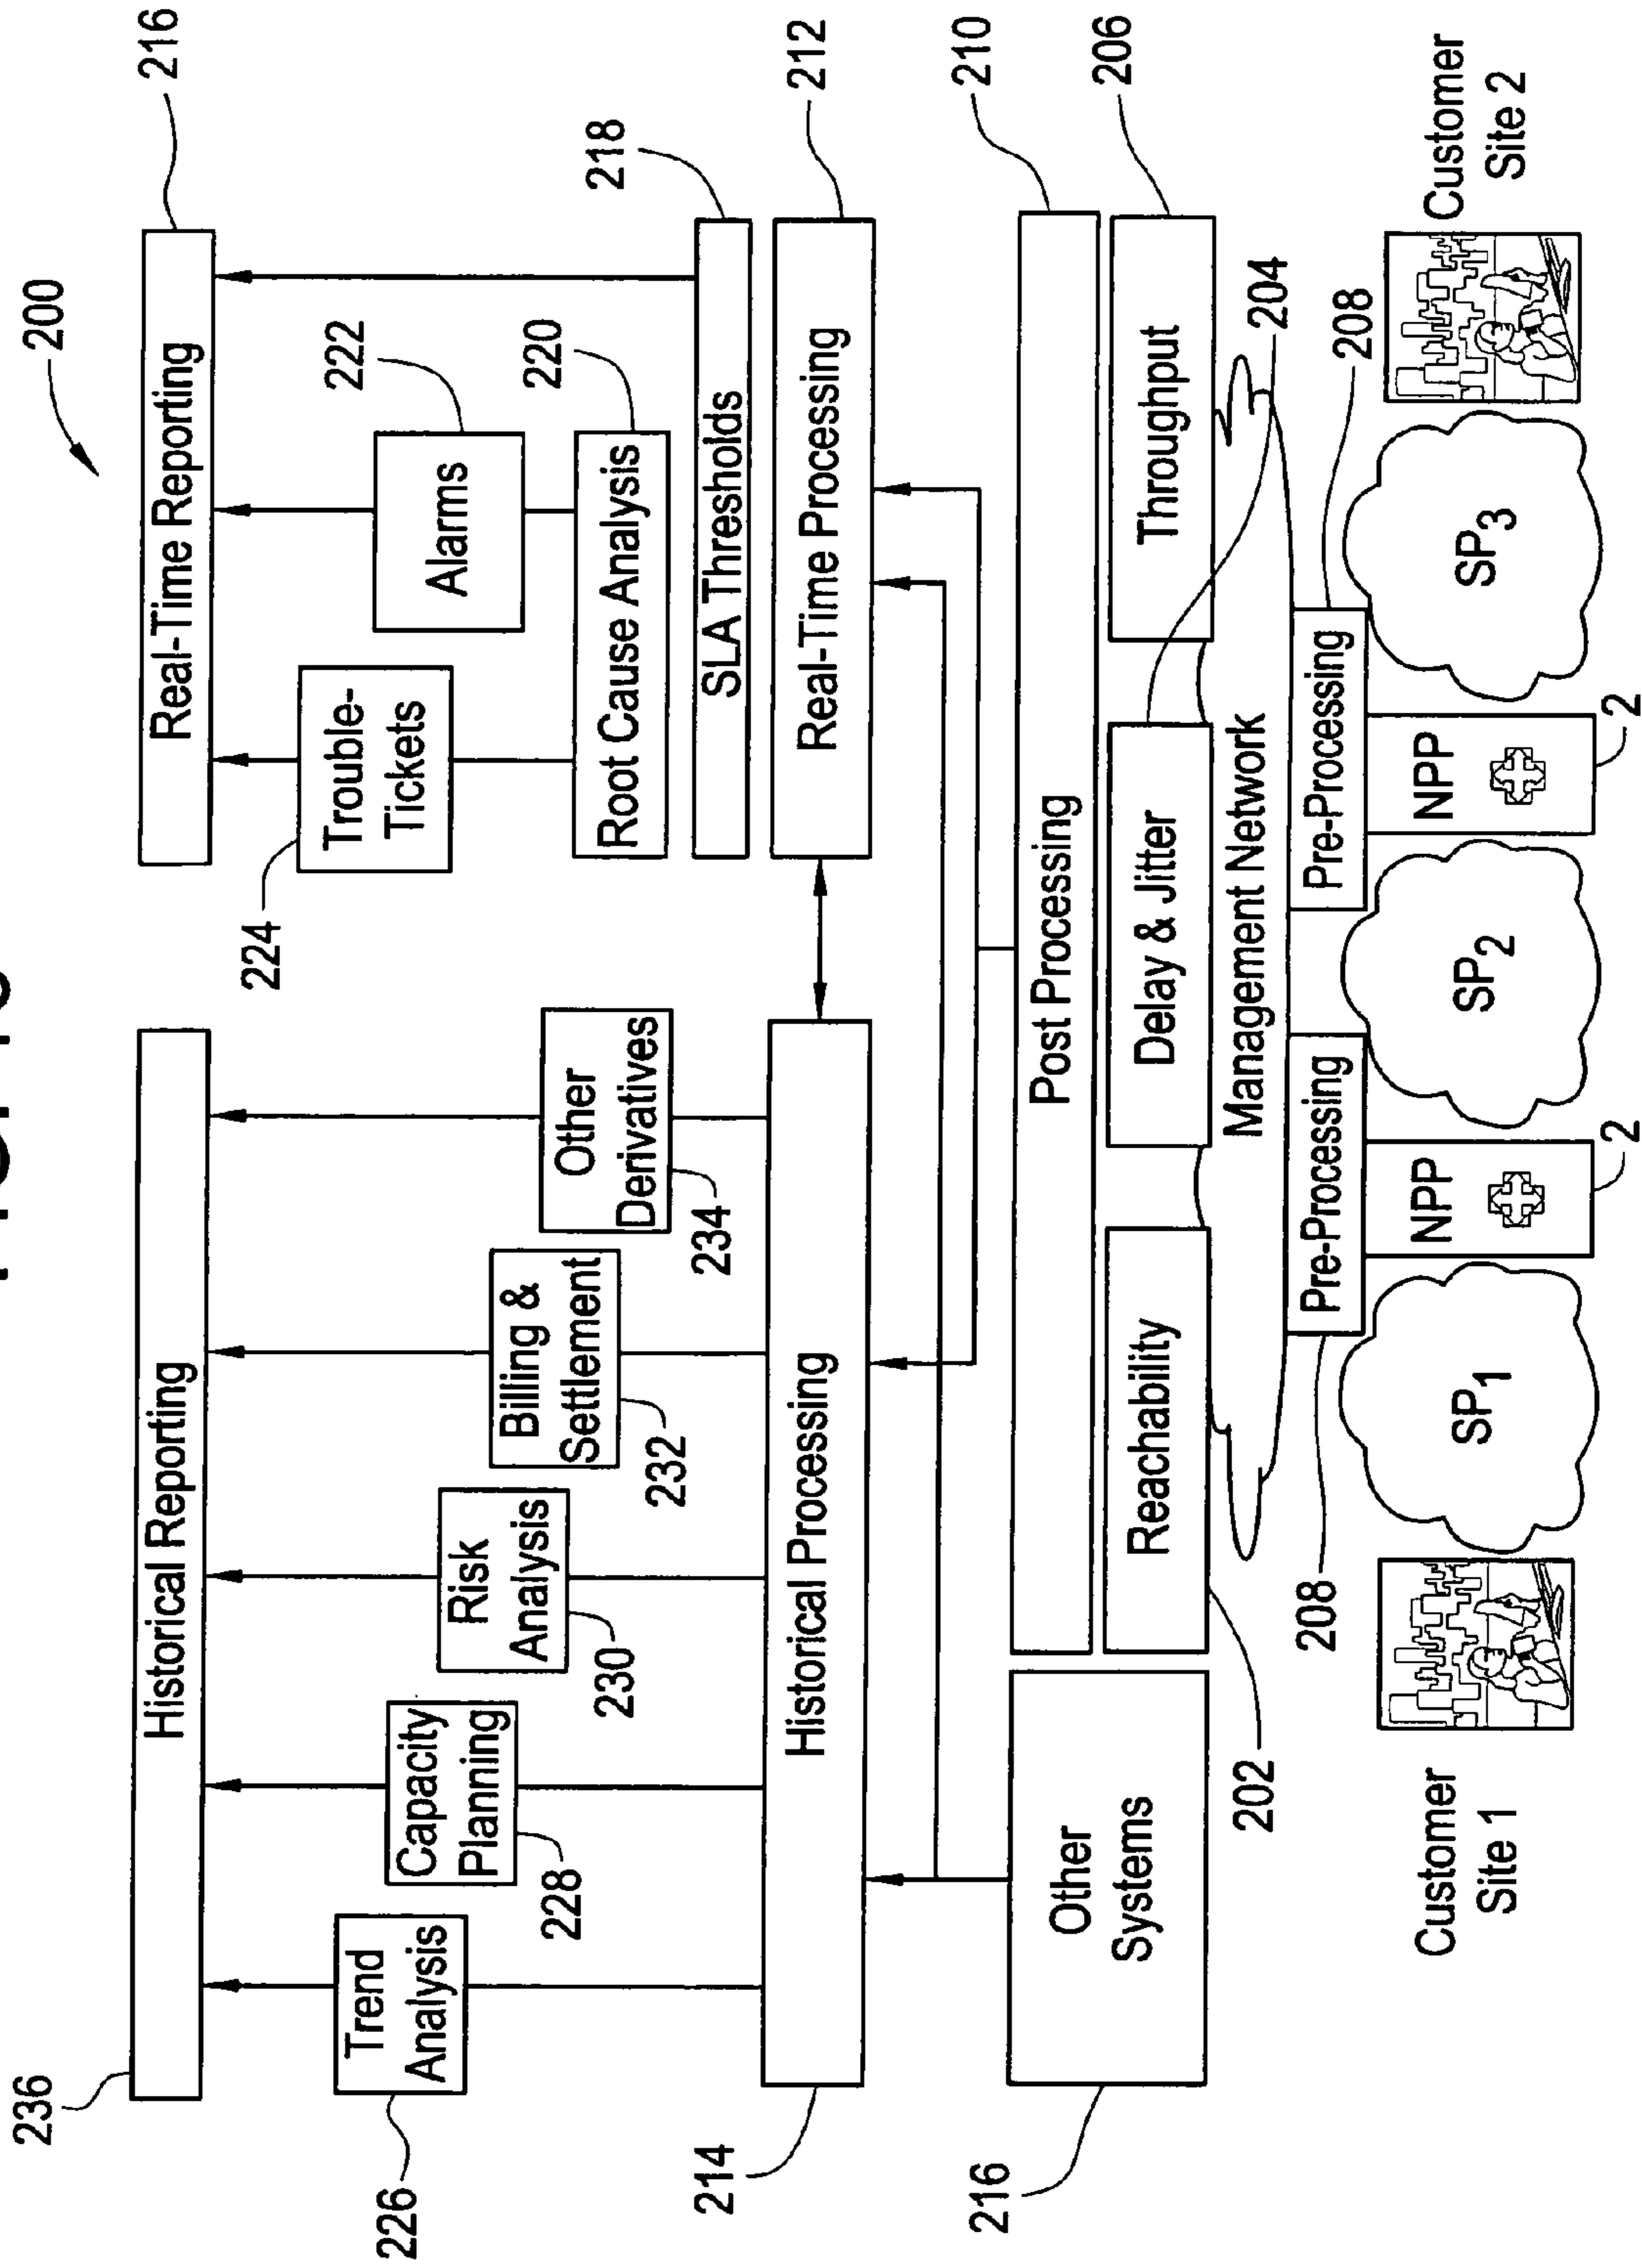 200
236
Historical Reporting
Real-Time Reporting
216
226
Trend
Analysis
Capacity
Planning
228
Risk
Analysis
230
Billing &
Settlement
232
Other
Derivatives
234
224
Trouble-
Tickets
Alarms
222
Root Cause Analysis
220
SLA Thresholds
218
214
Historical Processing
Real-Time Processing
212
216
Other
Systems
Post Processing
210
202
Reachability
Delay & Jitter
Throughput
206
204
Management Network
208
Pre-Processing
Pre-Processing
208
Customer
Site 1
SP1
NPP
2
SP2
NPP
2
SP3
Customer
Site 2